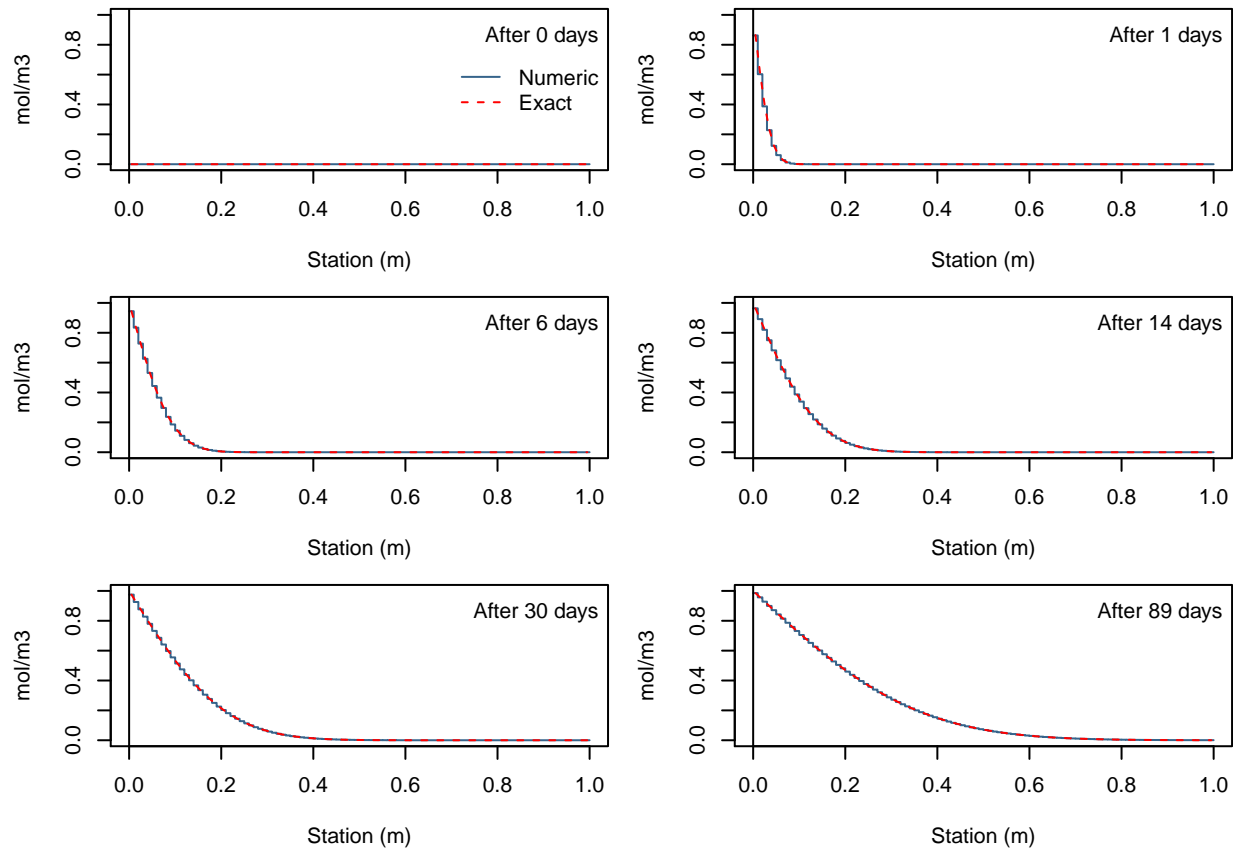 After 0 days
Numeric
Exact
mol/m3
0.0 0.4 0.8
0.0 0.2 0.4 0.6 0.8 1.0
Station (m)
After 1 days
mol/m3
0.0 0.4 0.8
0.0 0.2 0.4 0.6 0.8 1.0
Station (m)
After 6 days
mol/m3
0.0 0.4 0.8
0.0 0.2 0.4 0.6 0.8 1.0
Station (m)
After 14 days
mol/m3
0.0 0.4 0.8
0.0 0.2 0.4 0.6 0.8 1.0
Station (m)
After 30 days
mol/m3
0.0 0.4 0.8
0.0 0.2 0.4 0.6 0.8 1.0
Station (m)
After 89 days
mol/m3
0.0 0.4 0.8
0.0 0.2 0.4 0.6 0.8 1.0
Station (m)